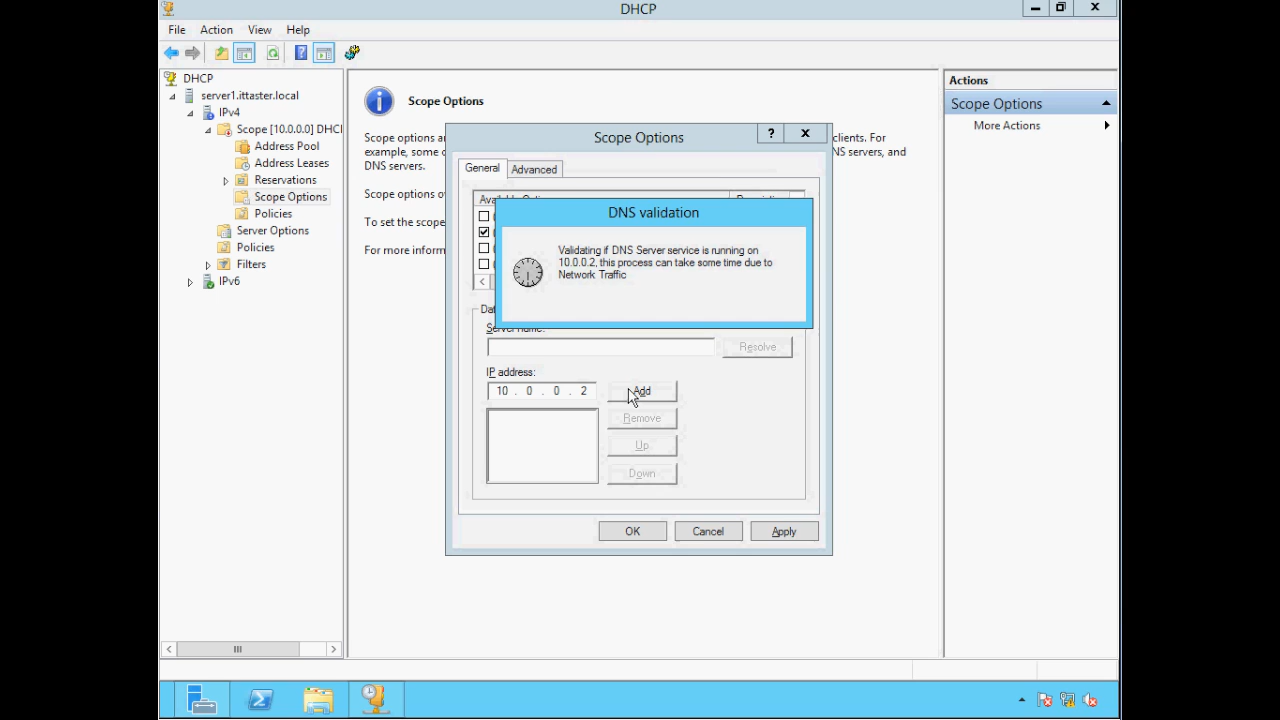 DHCP
File Action View Help
DHCP
server1.ittaster.local
IPv4
Scope [10.0.0.0] DHCI
Address Pool
Address Leases
Reservations
Scope Options
Policies
Server Options
Policies
Filters
IPv6
Scope Options
Scope options a
clients. For
example, some
NS servers, and
DNS servers.
Scope options
To set the scope
For more inform
Scope Options
General Advanced
DNS validation
Validating if DNS Server service is running on
10.0.0.2, this process can take some time due to
Network Traffic
Server name:
Resolve
IP address:
10 . 0 . 0 . 2
Add
Remove
Up
Down
OK Cancel Apply
Actions
Scope Options
More Actions